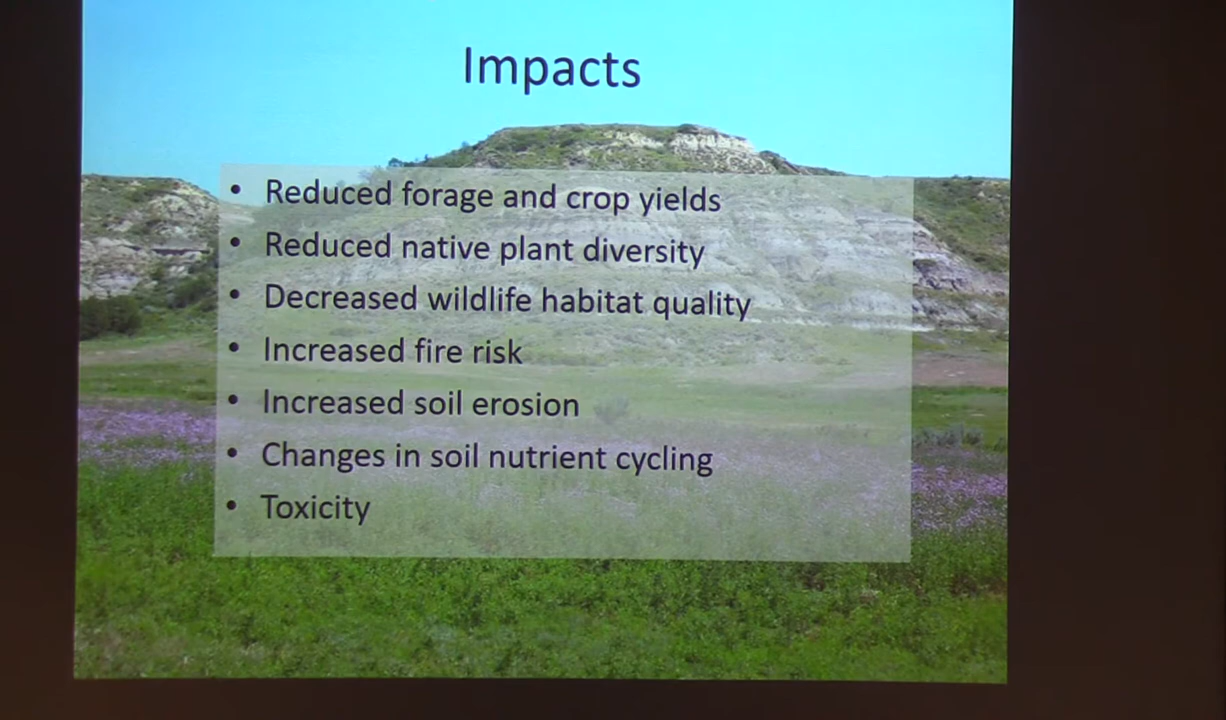 Impacts
• Reduced forage and crop yields
• Reduced native plant diversity
• Decreased wildlife habitat quality
• Increased fire risk
• Increased soil erosion
• Changes in soil nutrient cycling
• Toxicity